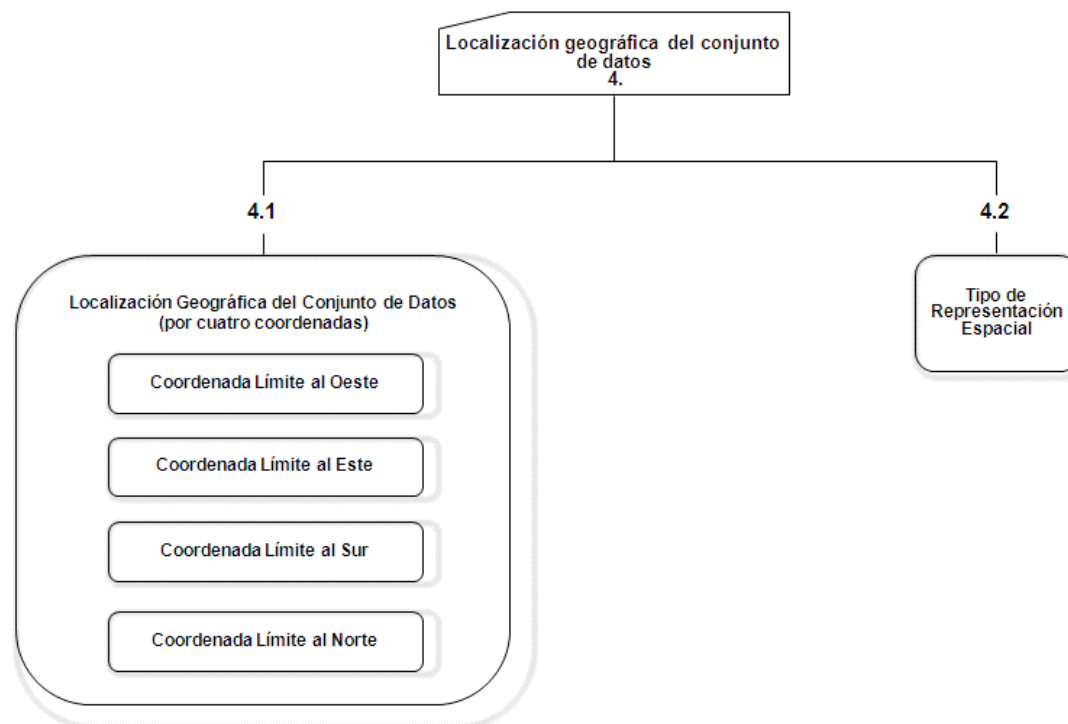 Localización geográfica del conjunto
de datos
4.
4.1
4.2
Localización Geográfica del Conjunto de Datos
(por cuatro coordenadas)
Coordenada Límite al Oeste
Coordenada Límite al Este
Coordenada Límite al Sur
Coordenada Límite al Norte
Tipo de
Representación
Espacial